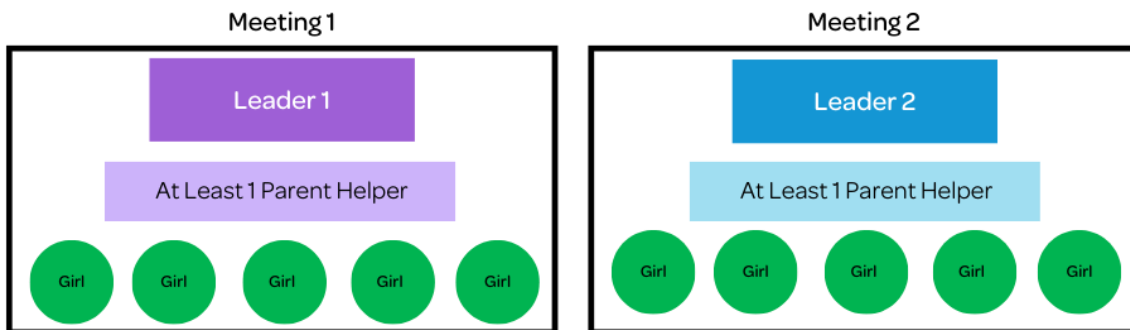 Meeting 1
Leader 1
At Least 1 Parent Helper
Girl Girl Girl Girl Girl
Meeting 2
Leader 2
At Least 1 Parent Helper
Girl Girl Girl Girl Girl